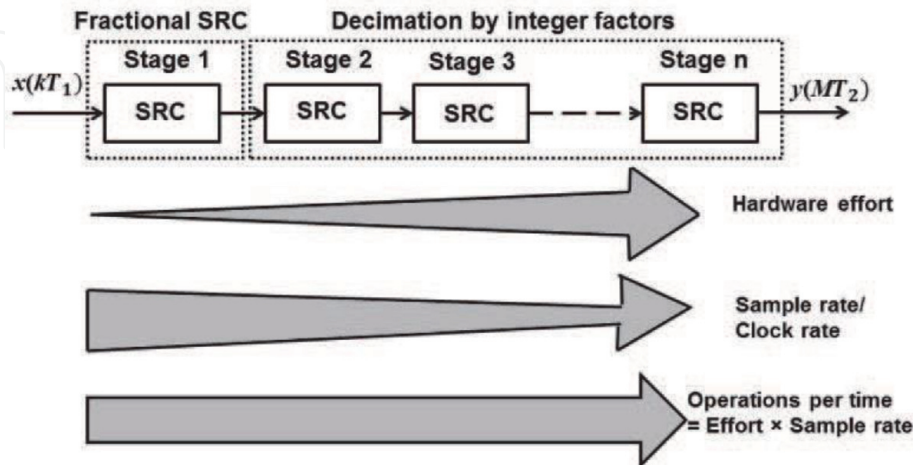 Fractional SRC
Decimation by integer factors
Stage 1
Stage 2
Stage 3
Stage n
x(kT₁)
SRC
SRC
SRC
SRC
y(MT₂)
Hardware effort
Sample rate/
Clock rate
Operations per time
= Effort × Sample rate